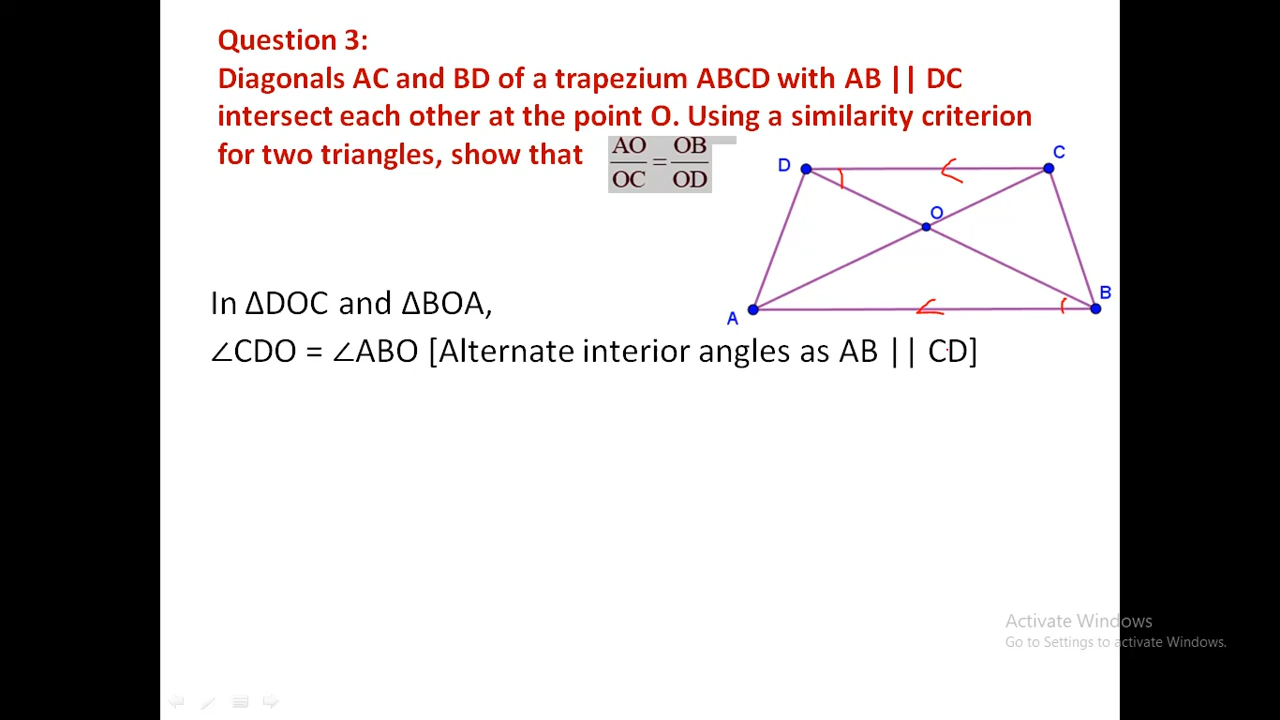 Question 3:
Diagonals AC and BD of a trapezium ABCD with AB || DC
intersect each other at the point O. Using a similarity criterion
for two triangles, show that AO/OC = OB/OD
D
C
O
A
B
In ΔDOC and ΔBOA,
∠CDO = ∠ABO [Alternate interior angles as AB || CD]
Activate Windows
Go to Settings to activate Windows.